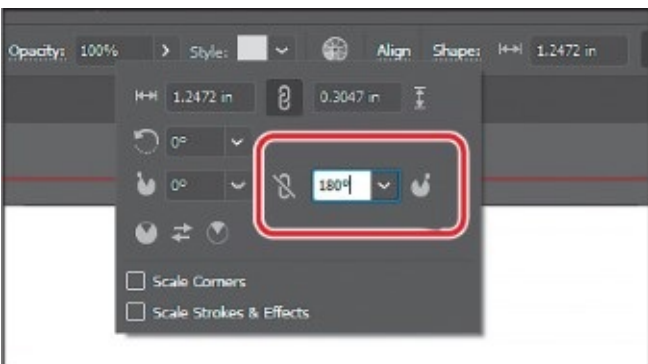 Opacity: 100% > Style: Align Shape: 1.2472 in
1.2472 in 0.3047 in
0°
0° 180°
Scale Corners
Scale Strokes & Effects